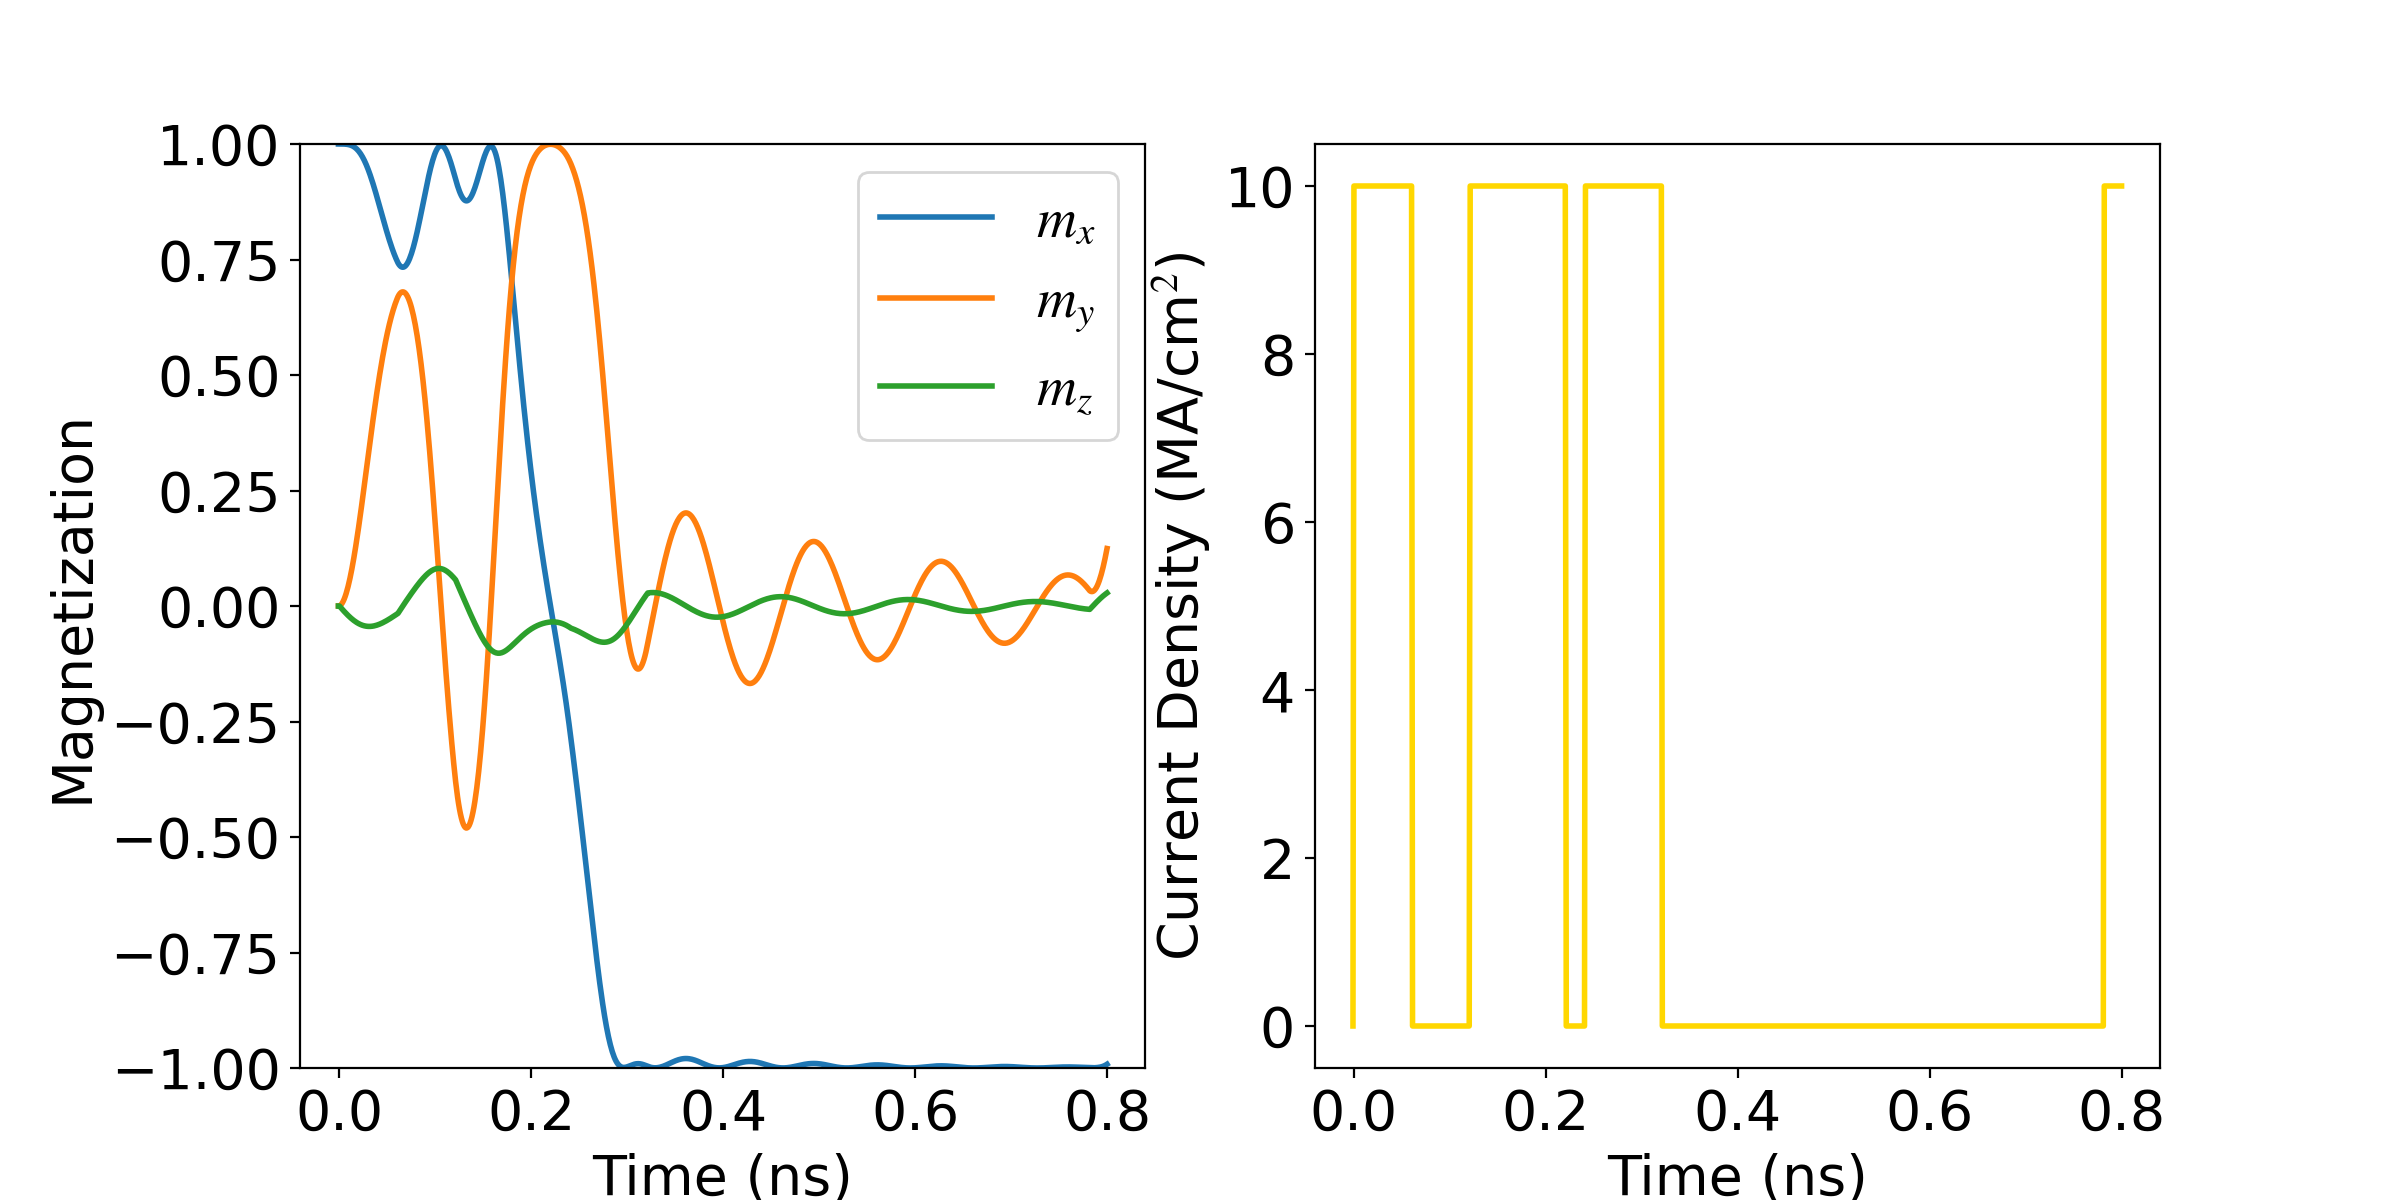 1.00
0.75
0.50
0.25
0.00
−0.25
−0.50
−0.75
−1.00
Magnetization
0.0 0.2 0.4 0.6 0.8
Time (ns)
m_x
m_y
m_z
10
8
6
4
2
0
Current Density (MA/cm²)
0.0 0.2 0.4 0.6 0.8
Time (ns)